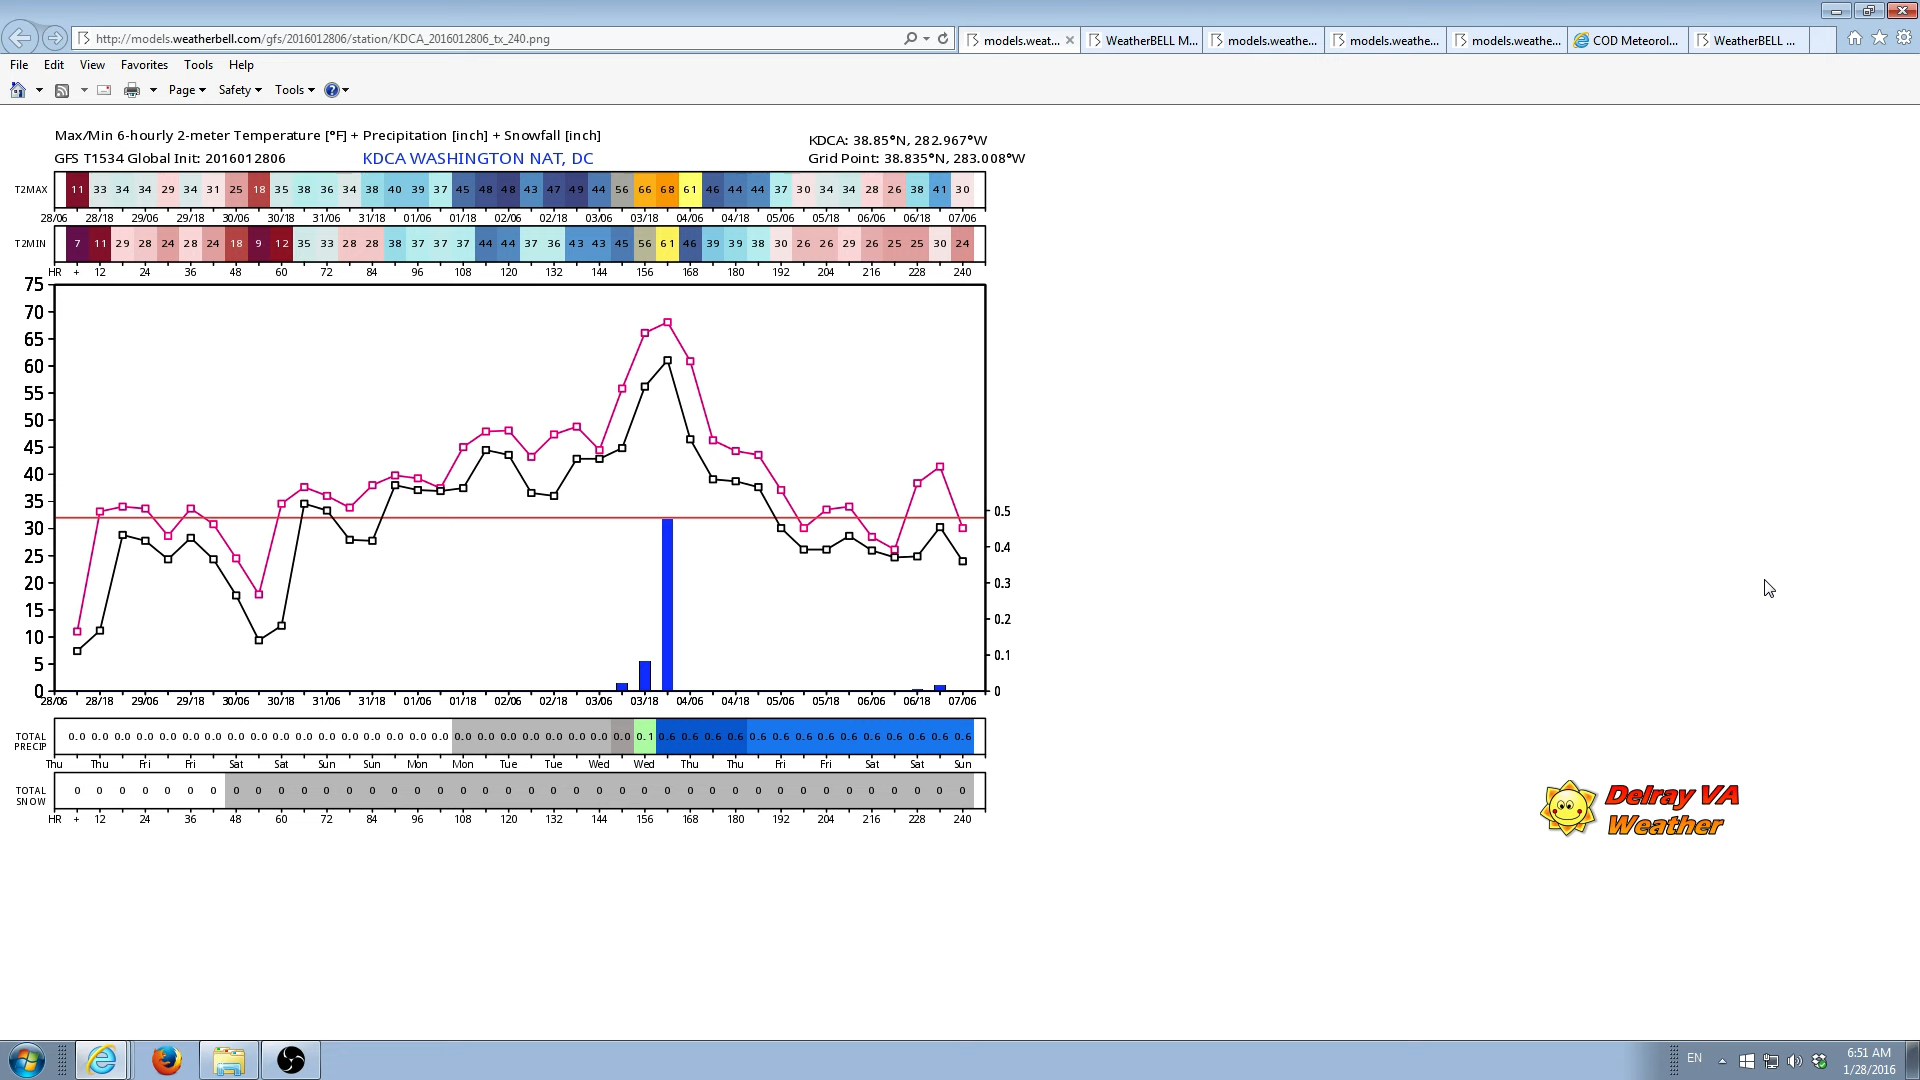 http://models.weatherbell.com/gfs/2016012806/station/KDCA_2016012806_tx_240.png
models.weat... WeatherBELL M... models.weathe... models.weathe... models.weathe... COD Meteorol... WeatherBELL ...
File Edit View Favorites Tools Help
Page Safety Tools
Max/Min 6-hourly 2-meter Temperature [°F] + Precipitation [inch] + Snowfall [inch]
KDCA: 38.85°N, 282.967°W
GFS T1534 Global Init: 2016012806 KDCA WASHINGTON NAT, DC
Grid Point: 38.835°N, 283.008°W
T2MAX 11 33 34 34 29 34 31 25 18 35 38 36 34 38 40 39 37 45 48 48 43 47 49 44 56 66 68 61 46 44 44 37 30 34 34 28 26 38 41 30
28/06 28/18 29/06 29/18 30/06 30/18 31/06 31/18 01/06 01/18 02/06 02/18 03/06 03/18 04/06 04/18 05/06 05/18 06/06 06/18 07/06
T2MIN 7 11 29 28 24 28 24 18 9 12 35 33 28 28 38 37 37 37 44 44 37 36 43 43 45 56 61 46 39 39 38 30 26 26 29 26 25 25 30 24
HR + 12 24 36 48 60 72 84 96 108 120 132 144 156 168 180 192 204 216 228 240
75
70
65
60
55
50
45
40
35
30
25
20
15
10
5
0
0.5
0.4
0.3
0.2
0.1
0
28/06 28/18 29/06 29/18 30/06 30/18 31/06 31/18 01/06 01/18 02/06 02/18 03/06 03/18 04/06 04/18 05/06 05/18 06/06 06/18 07/06
TOTAL PRECIP 0.0 0.0 0.0 0.0 0.0 0.0 0.0 0.0 0.0 0.0 0.0 0.0 0.0 0.0 0.0 0.0 0.0 0.0 0.0 0.0 0.0 0.0 0.0 0.0 0.0 0.1 0.6 0.6 0.6 0.6 0.6 0.6 0.6 0.6 0.6 0.6 0.6 0.6 0.6 0.6
Thu Thu Fri Fri Sat Sat Sun Sun Mon Mon Tue Tue Wed Wed Thu Thu Fri Fri Sat Sat Sun
TOTAL SNOW 0 0 0 0 0 0 0 0 0 0 0 0 0 0 0 0 0 0 0 0 0 0 0 0 0 0 0 0 0 0 0 0 0 0 0 0 0 0 0 0
HR + 12 24 36 48 60 72 84 96 108 120 132 144 156 168 180 192 204 216 228 240
Delray VA
Weather
EN
6:51 AM
1/28/2016